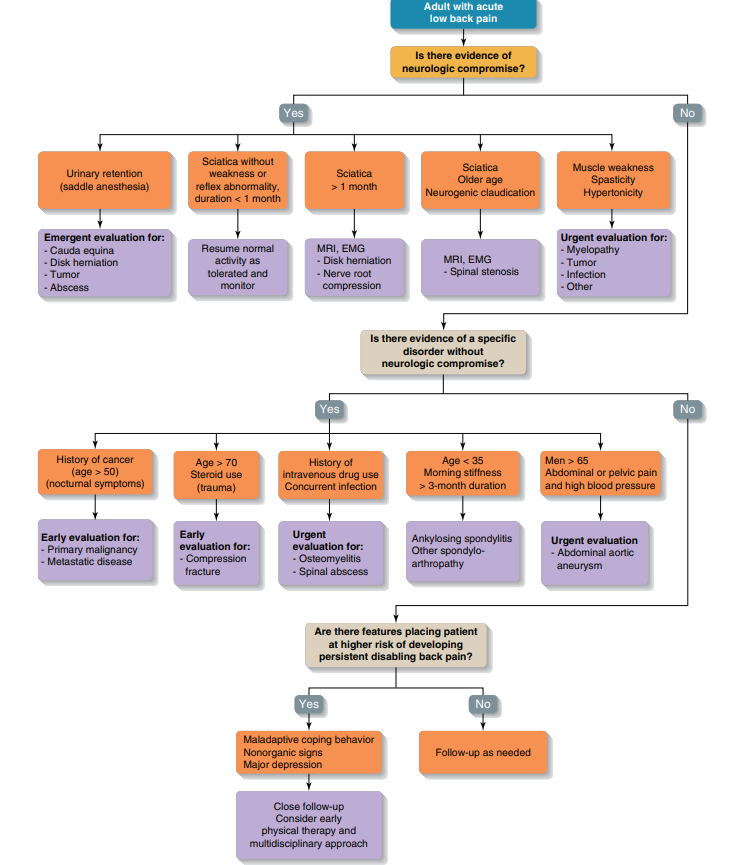 Adult with acute
low back pain
Is there evidence of
neurologic compromise?
Yes
No
Urinary retention
(saddle anesthesia)
Sciatica without
weakness or
reflex abnormality,
duration < 1 month
Sciatica
> 1 month
Sciatica
Older age
Neurogenic claudication
Muscle weakness
Spasticity
Hypertonicity
Emergent evaluation for:
- Cauda equina
- Disk herniation
- Tumor
- Abscess
Resume normal
activity as
tolerated and
monitor
MRI, EMG
- Disk herniation
- Nerve root
compression
MRI, EMG
- Spinal stenosis
Urgent evaluation for:
- Myelopathy
- Tumor
- Infection
- Other
Is there evidence of a specific
disorder without
neurologic compromise?
Yes
No
History of cancer
(age > 50)
(nocturnal symptoms)
Age > 70
Steroid use
(trauma)
History of
intravenous drug use
Concurrent infection
Age < 35
Morning stiffness
> 3-month duration
Men > 65
Abdominal or pelvic pain
and high blood pressure
Early evaluation for:
- Primary malignancy
- Metastatic disease
Early
evaluation for:
- Compression
fracture
Urgent
evaluation for:
- Osteomyelitis
- Spinal abscess
Ankylosing spondylitis
Other spondylo-
arthropathy
Urgent evaluation
- Abdominal aortic
aneurysm
Are there features placing patient
at higher risk of developing
persistent disabling back pain?
Yes
No
Maladaptive coping behavior
Nonorganic signs
Major depression
Follow-up as needed
Close follow-up
Consider early
physical therapy and
multidisciplinary approach